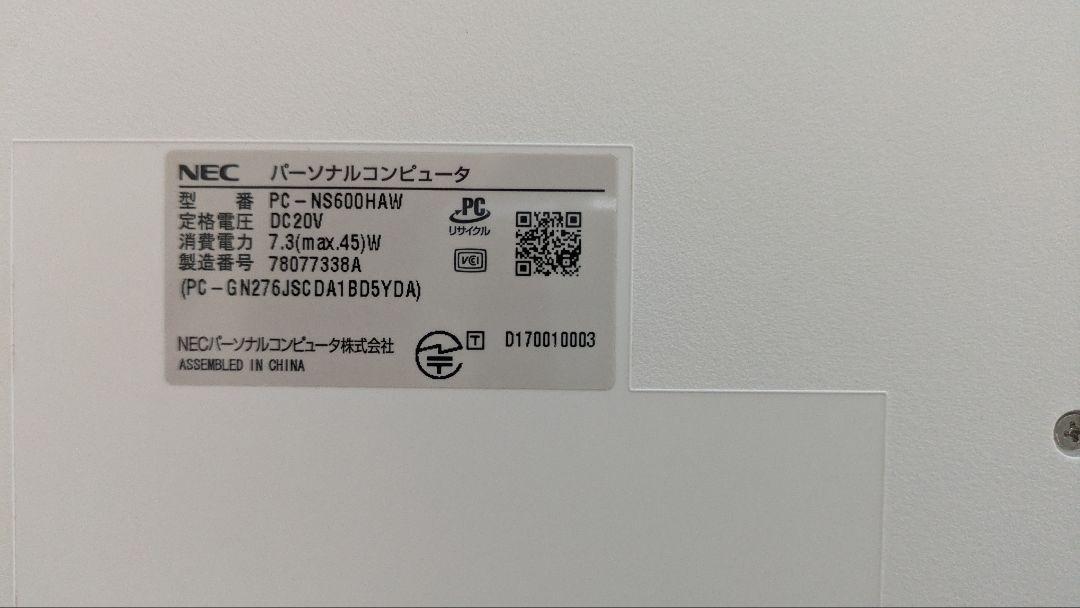 NEC パーソナルコンピュータ
型 番 PC-NS600HAW
定格電圧 DC20V
消費電力 7.3(max.45)W
製造番号 78077338A
(PC-GN276JSCDA1BD5YDA)
PC
リサイクル
VCCI
NECパーソナルコンピュータ株式会社
ASSEMBLED IN CHINA
T D170010003